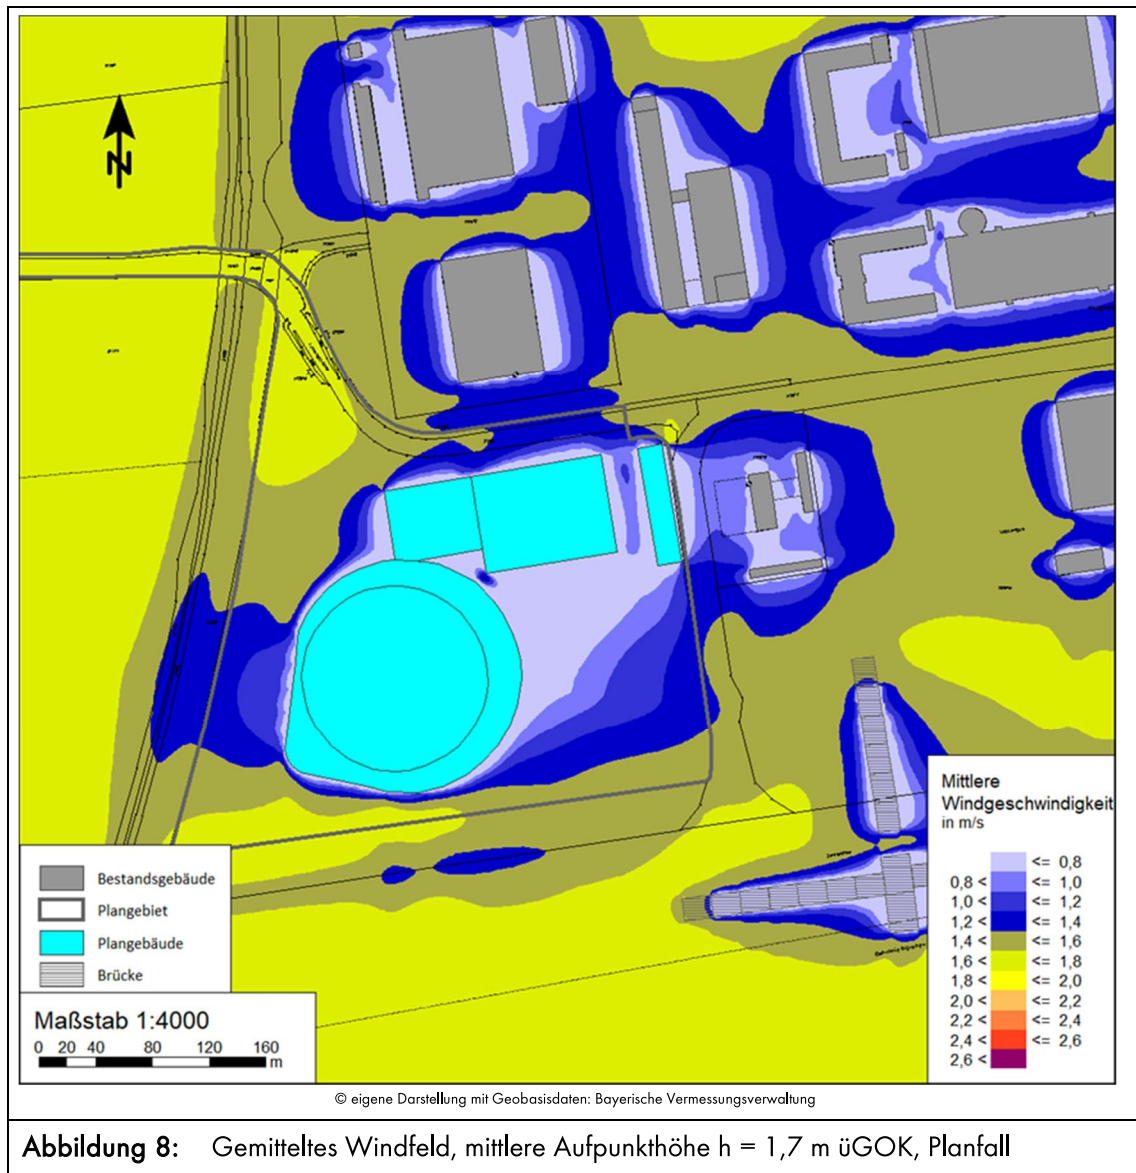 N
Mittlere
Windgeschwindigkeit
in m/s
<= 0,8
0,8 < <= 1,0
1,0 < <= 1,2
1,2 < <= 1,4
1,4 < <= 1,6
1,6 < <= 1,8
1,8 < <= 2,0
2,0 < <= 2,2
2,2 < <= 2,4
2,4 < <= 2,6
2,6 <
Bestandsgebäude
Plangebiet
Plangebäude
Brücke
Maßstab 1:4000
0 20 40 80 120 160
m
© eigene Darstellung mit Geobasisdaten: Bayerische Vermessungsverwaltung
Abbildung 8: Gemitteltes Windfeld, mittlere Aufpunkthöhe h = 1,7 m üGOK, Planfall